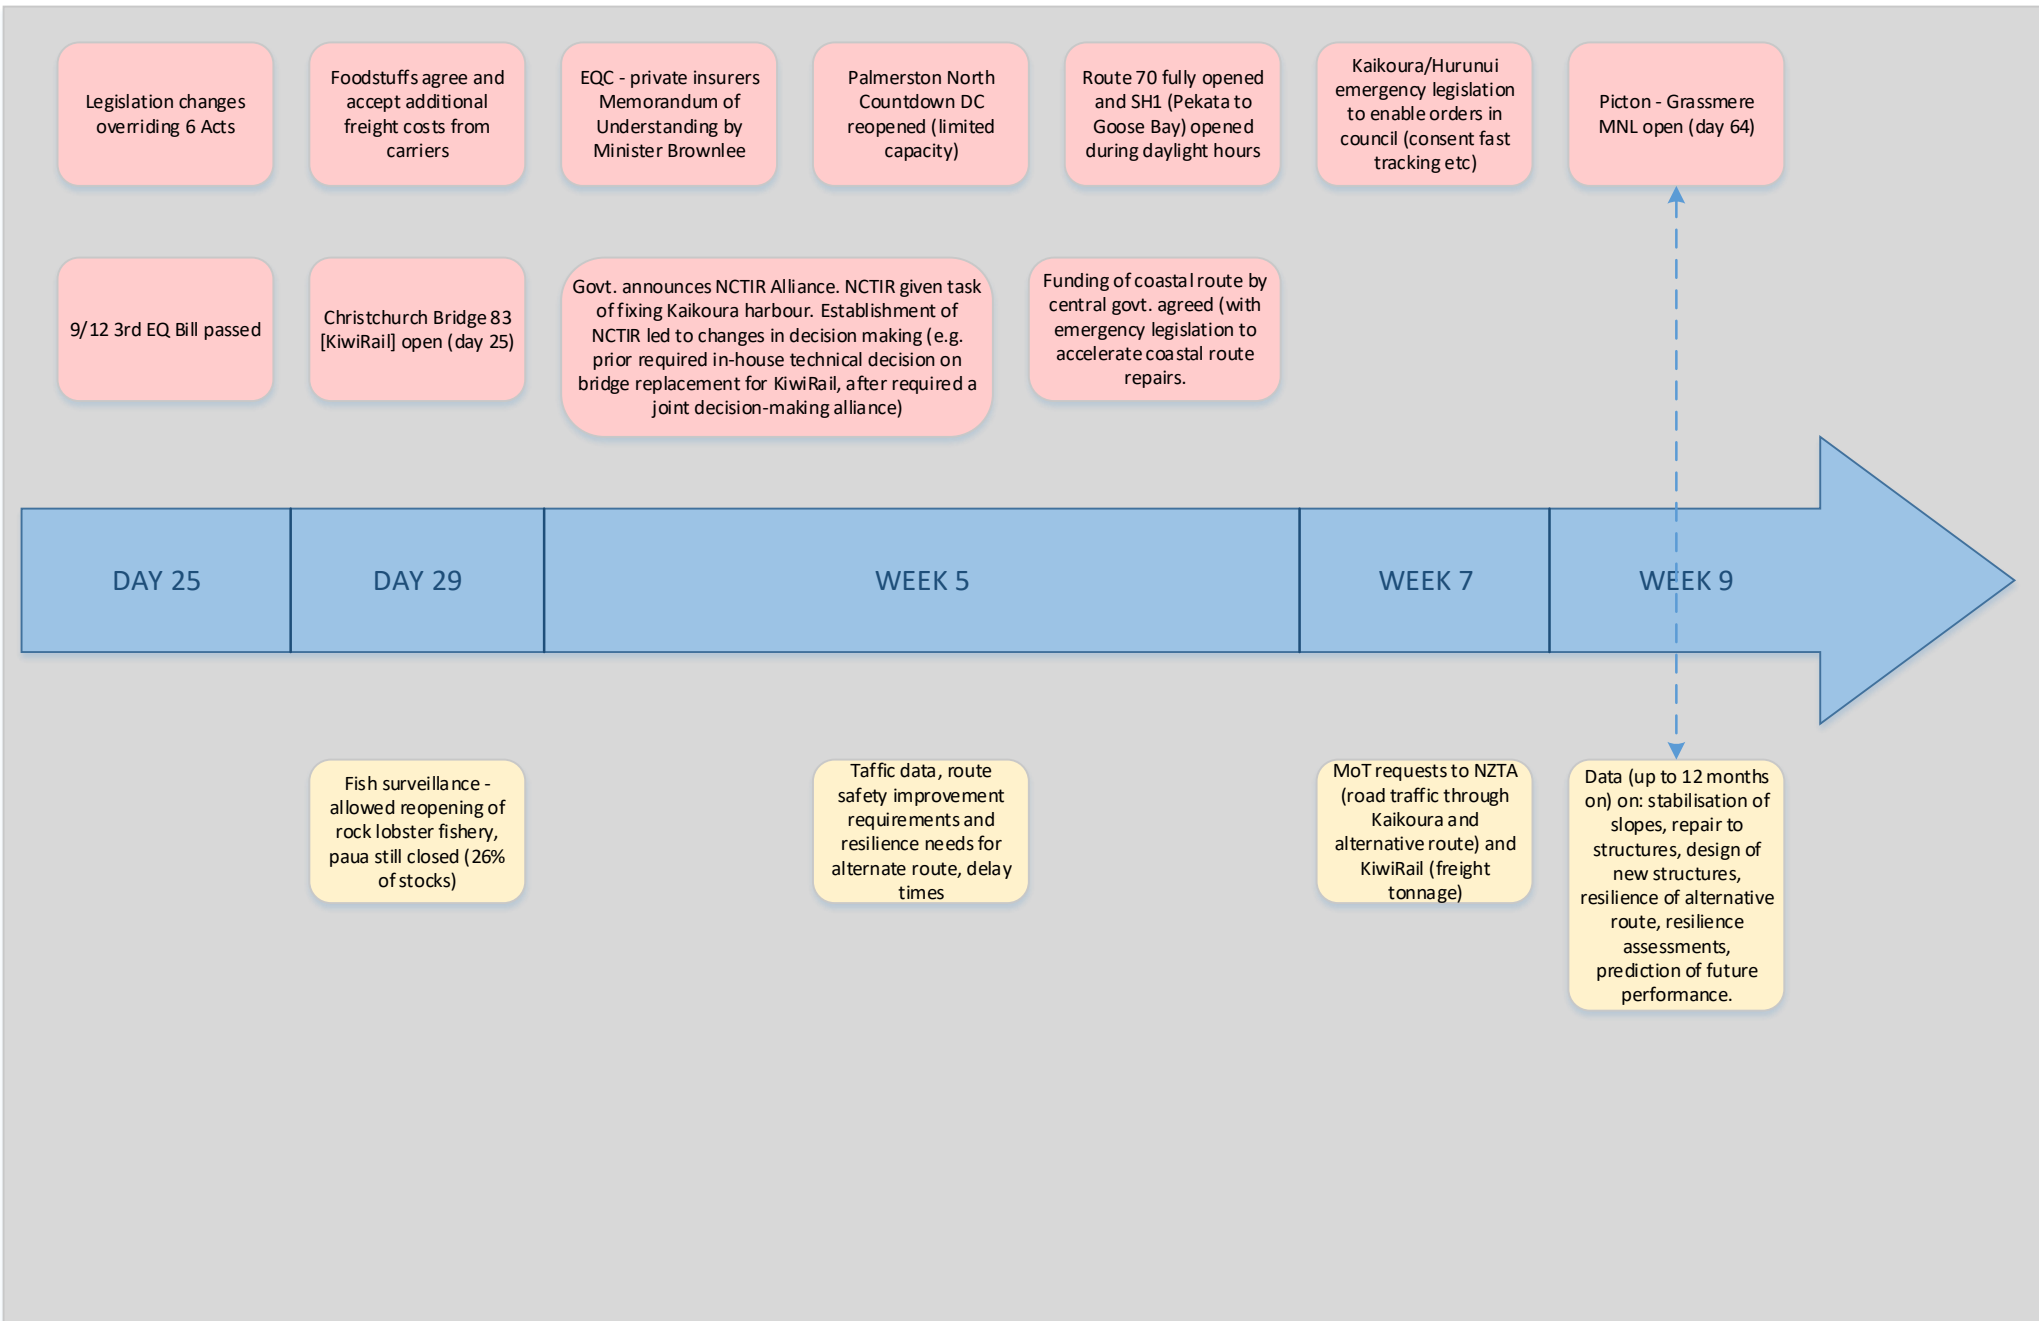 Legislation changes
overriding 6 Acts
Foodstuffs agree and
accept additional
freight costs from
carriers
EQC - private insurers
Memorandum of
Understanding by
Minister Brownlee
Palmerston North
Countdown DC
reopened (limited
capacity)
Route 70 fully opened
and SH1 (Pekata to
Goose Bay) opened
during daylight hours
Kaikoura/Hurunui
emergency legislation
to enable orders in
council (consent fast
tracking etc)
Picton - Grassmere
MNL open (day 64)
9/12 3rd EQ Bill passed
Christchurch Bridge 83
[KiwiRail] open (day 25)
Govt. announces NCTIR Alliance. NCTIR given task
of fixing Kaikoura harbour. Establishment of
NCTIR led to changes in decision making (e.g.
prior required in-house technical decision on
bridge replacement for KiwiRail, after required a
joint decision-making alliance)
Funding of coastal route by
central govt. agreed (with
emergency legislation to
accelerate coastal route
repairs.
DAY 25
DAY 29
WEEK 5
WEEK 7
WEEK 9
Fish surveillance -
allowed reopening of
rock lobster fishery,
paua still closed (26%
of stocks)
Taffic data, route
safety improvement
requirements and
resilience needs for
alternate route, delay
times
MoT requests to NZTA
(road traffic through
Kaikoura and
alternative route) and
KiwiRail (freight
tonnage)
Data (up to 12 months
on) on: stabilisation of
slopes, repair to
structures, design of
new structures,
resilience of alternative
route, resilience
assessments,
prediction of future
performance.